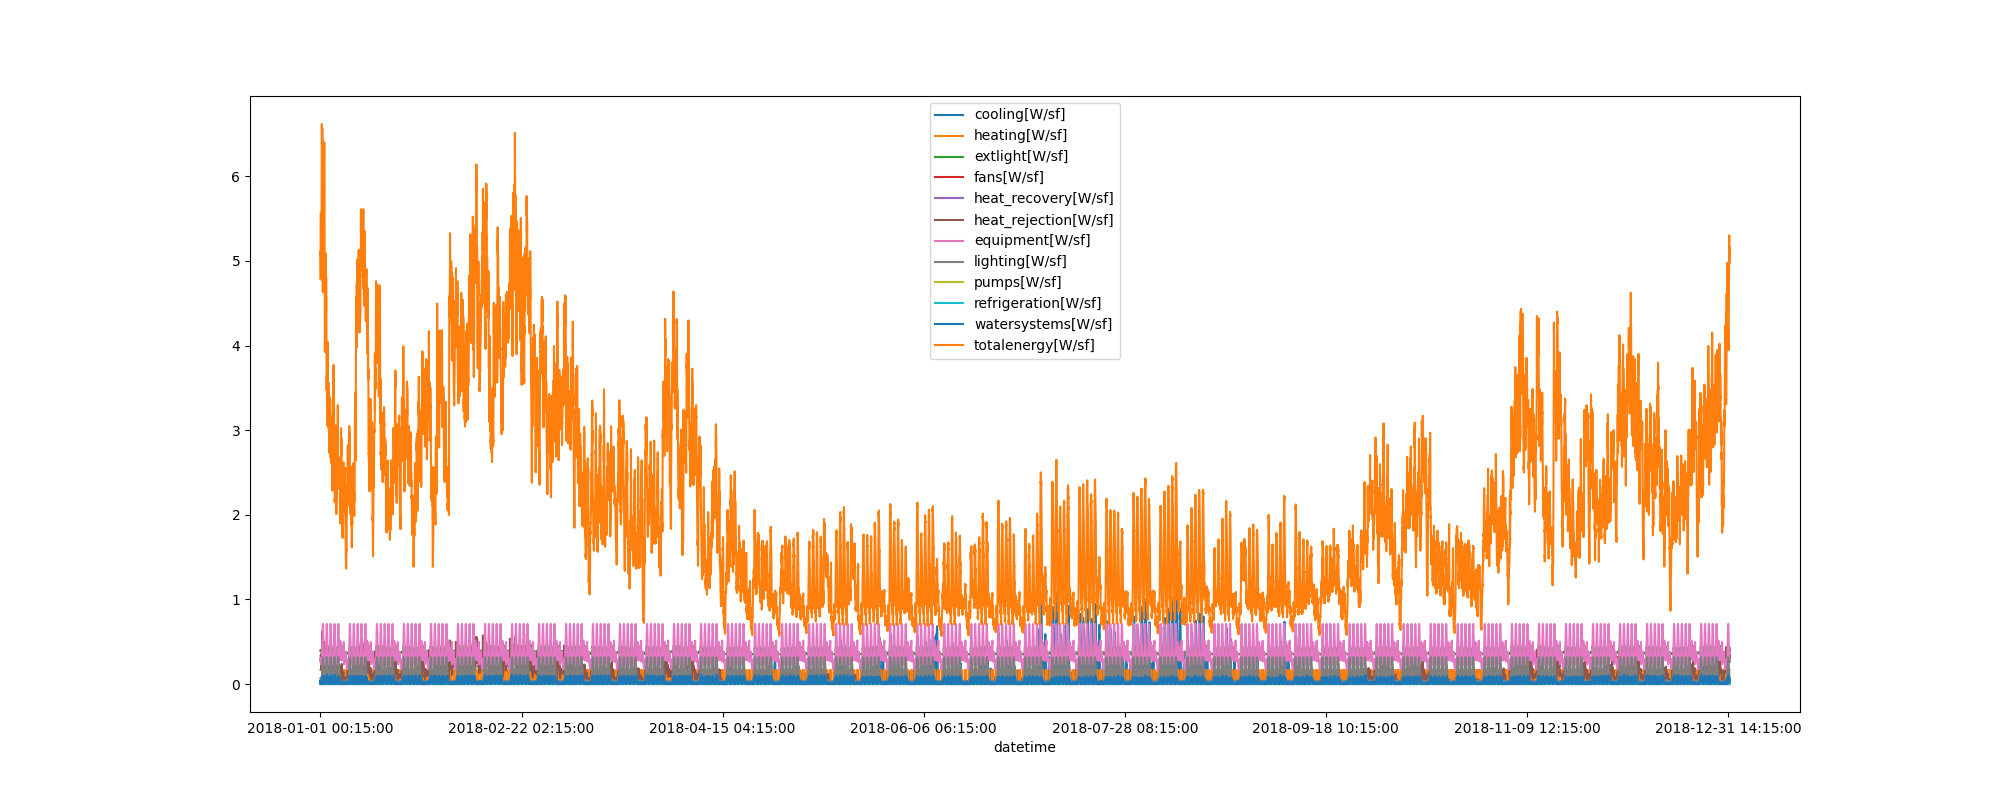 cooling[W/sf]
heating[W/sf]
extlight[W/sf]
fans[W/sf]
heat_recovery[W/sf]
heat_rejection[W/sf]
equipment[W/sf]
lighting[W/sf]
pumps[W/sf]
refrigeration[W/sf]
watersystems[W/sf]
totalenergy[W/sf]
6
5
4
3
2
1
0
2018-01-01 00:15:00 2018-02-22 02:15:00 2018-04-15 04:15:00 2018-06-06 06:15:00 2018-07-28 08:15:00 2018-09-18 10:15:00 2018-11-09 12:15:00 2018-12-31 14:15:00
datetime